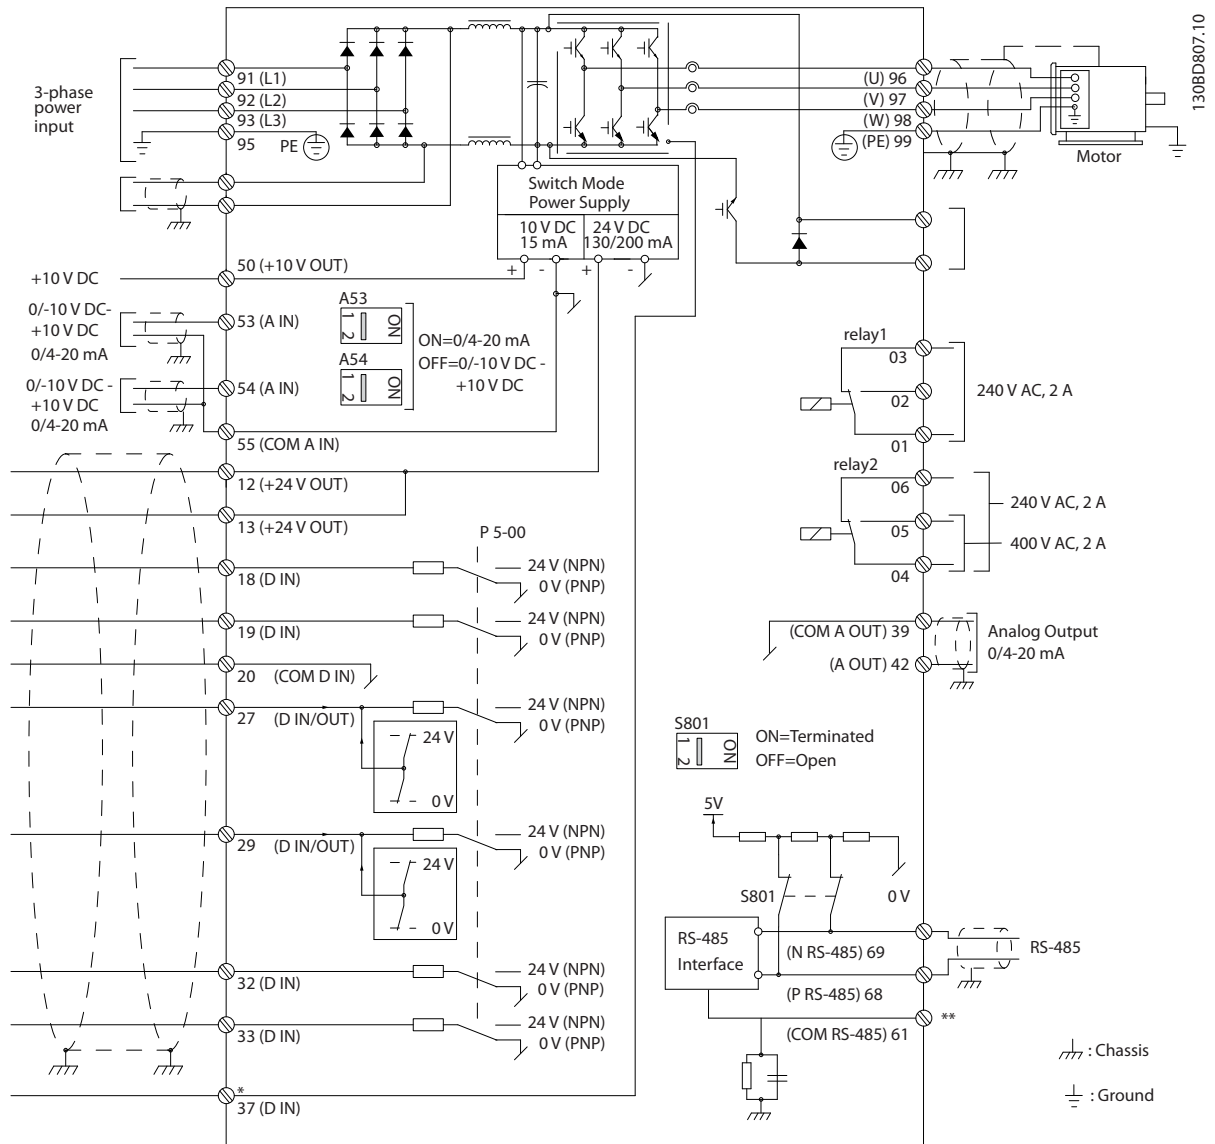 130BD807.10
3-phase
power
input
91 (L1)
92 (L2)
93 (L3)
95
PE
(U) 96
(V) 97
(W) 98
(PE) 99
Motor
Switch Mode
Power Supply
10 V DC
15 mA
24 V DC
130/200 mA
+ - + -
+10 V DC
50 (+10 V OUT)
0/-10 V DC-
+10 V DC
0/4-20 mA
53 (A IN)
0/-10 V DC -
+10 V DC
0/4-20 mA
54 (A IN)
55 (COM A IN)
A53
1 2 ON
A54
1 2 ON
ON=0/4-20 mA
OFF=0/-10 V DC -
+10 V DC
12 (+24 V OUT)
13 (+24 V OUT)
P 5-00
18 (D IN)
24 V (NPN)
0 V (PNP)
19 (D IN)
24 V (NPN)
0 V (PNP)
20 (COM D IN)
27 (D IN/OUT)
24 V (NPN)
0 V (PNP)
24 V
0 V
29 (D IN/OUT)
24 V (NPN)
0 V (PNP)
24 V
0 V
32 (D IN)
24 V (NPN)
0 V (PNP)
33 (D IN)
24 V (NPN)
0 V (PNP)
*
37 (D IN)
relay1
03
02
01
240 V AC, 2 A
relay2
06
05
04
240 V AC, 2 A
400 V AC, 2 A
(COM A OUT) 39
(A OUT) 42
Analog Output
0/4-20 mA
S801
1 2 ON
ON=Terminated
OFF=Open
5V
S801
0 V
RS-485
Interface
(N RS-485) 69
(P RS-485) 68
(COM RS-485) 61
RS-485
**
: Chassis
: Ground